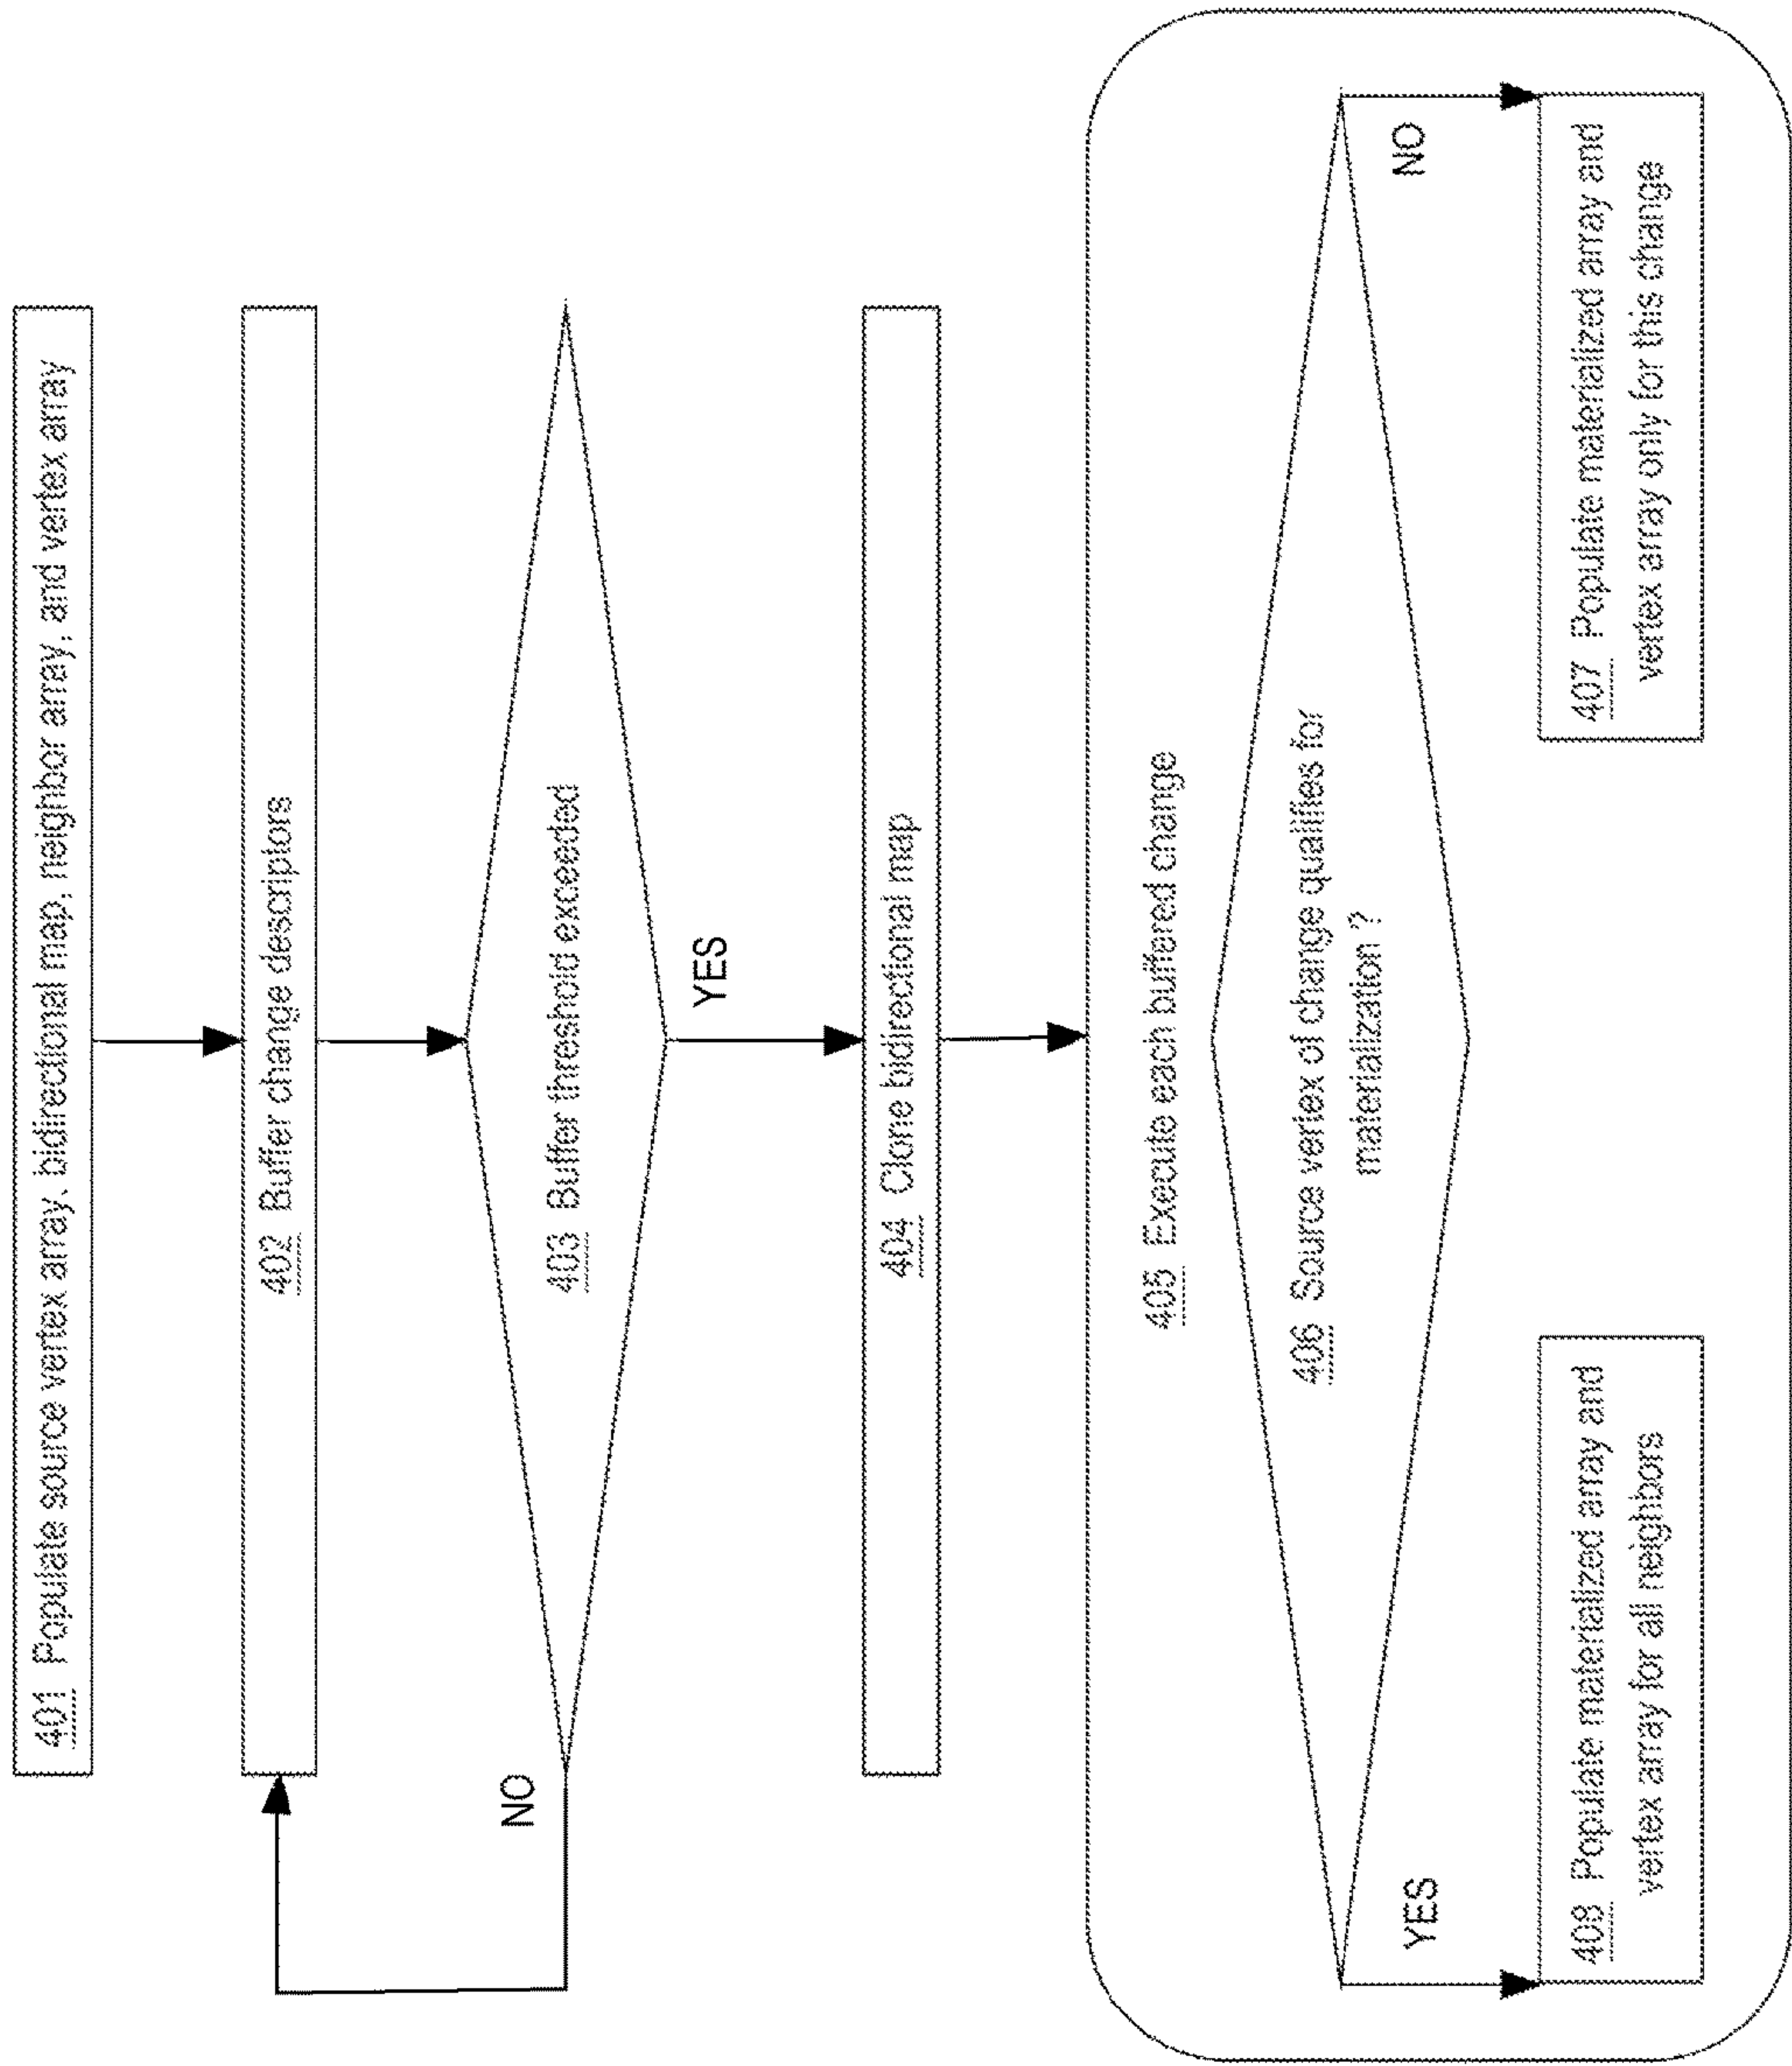 401 Populate source vertex array, bidirectional map, neighbor array, and vertex array
402 Buffer change descriptors
403 Buffer threshold exceeded
NO
YES
404 Clone bidirectional map
405 Execute each buffered change
406 Source vertex of change qualifies for
materialization ?
YES
NO
408 Populate materialized array and
vertex array for all neighbors
407 Populate materialized array and
vertex array only for this change